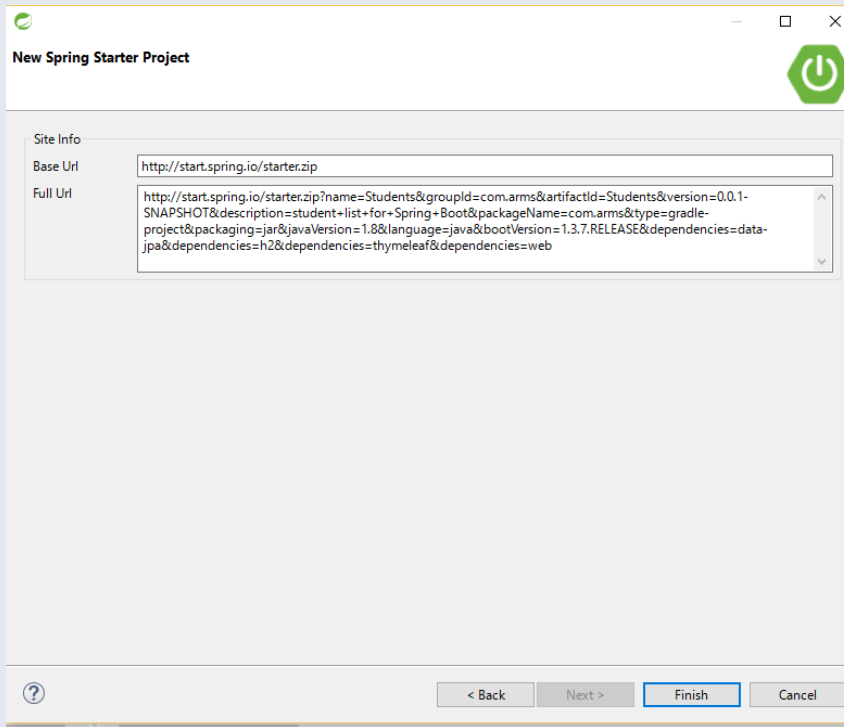 New Spring Starter Project
Site Info
Base Url
http://start.spring.io/starter.zip
Full Url
http://start.spring.io/starter.zip?name=Students&groupId=com.arms&artifactId=Students&version=0.0.1-
SNAPSHOT&description=student+list+for+Spring+Boot&packageName=com.arms&type=gradle-
project&packaging=jar&javaVersion=1.8&language=java&bootVersion=1.3.7.RELEASE&dependencies=data-
jpa&dependencies=h2&dependencies=thymeleaf&dependencies=web
?
< Back
Next >
Finish
Cancel